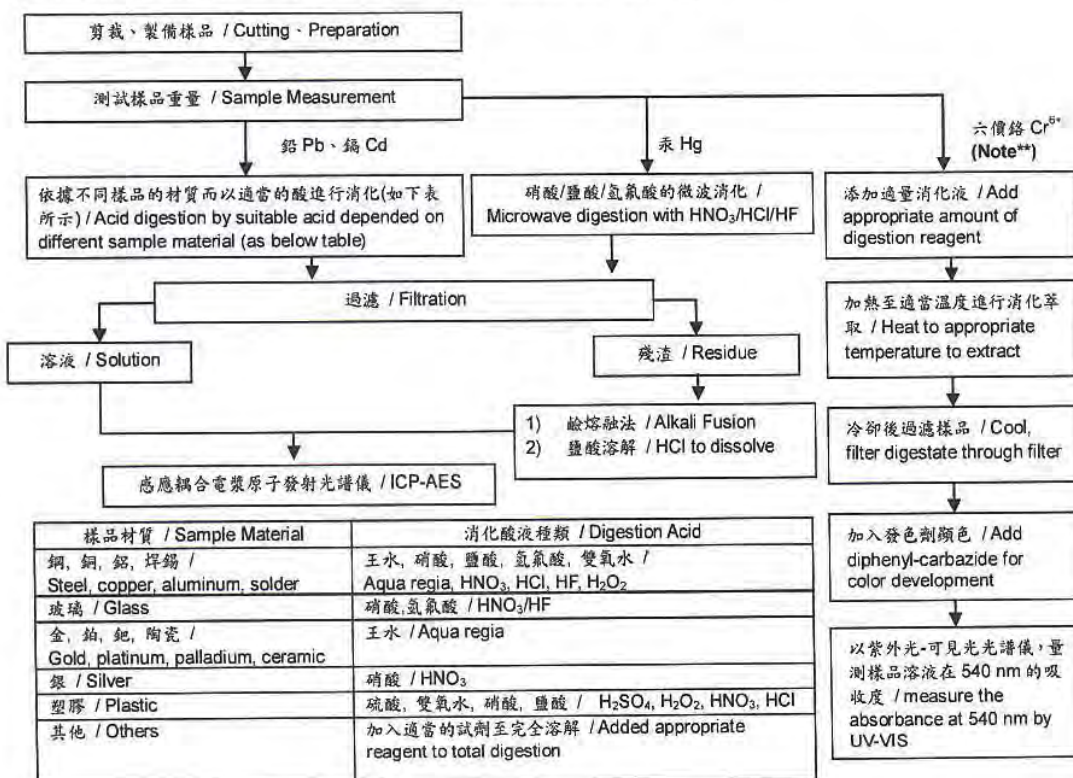 剪裁、製備樣品 / Cutting、Preparation
測試樣品重量 / Sample Measurement
鉛 Pb、鎘 Cd
汞 Hg
六價鉻 Cr⁶⁺
(Note**)
依據不同樣品的材質而以適當的酸進行消化(如下表
所示) / Acid digestion by suitable acid depended on
different sample material (as below table)
硝酸/鹽酸/氫氟酸的微波消化 /
Microwave digestion with HNO₃/HCl/HF
添加適量消化液 / Add
appropriate amount of
digestion reagent
過濾 / Filtration
加熱至適當溫度進行消化萃
取 / Heat to appropriate
temperature to extract
溶液 / Solution
殘渣 / Residue
1) 鹼熔融法 / Alkali Fusion
2) 鹽酸溶解 / HCl to dissolve
冷卻後過濾樣品 / Cool,
filter digestate through filter
感應耦合電漿原子發射光譜儀 / ICP-AES
加入發色劑顯色 / Add
diphenyl-carbazide for
color development
以紫外光-可見光光譜儀，量
測樣品溶液在 540 nm 的吸
收度 / measure the
absorbance at 540 nm by
UV-VIS
樣品材質 / Sample Material 消化酸液種類 / Digestion Acid
鋼, 銅, 鋁, 焊錫 / 王水, 硝酸, 鹽酸, 氫氟酸, 雙氧水 /
Steel, copper, aluminum, solder Aqua regia, HNO₃, HCl, HF, H₂O₂
玻璃 / Glass 硝酸,氫氟酸 / HNO₃/HF
金, 鉑, 鈀, 陶瓷 / 王水 / Aqua regia
Gold, platinum, palladium, ceramic
銀 / Silver 硝酸 / HNO₃
塑膠 / Plastic 硫酸, 雙氧水, 硝酸, 鹽酸 / H₂SO₄, H₂O₂, HNO₃, HCl
其他 / Others 加入適當的試劑至完全溶解 / Added appropriate
reagent to total digestion